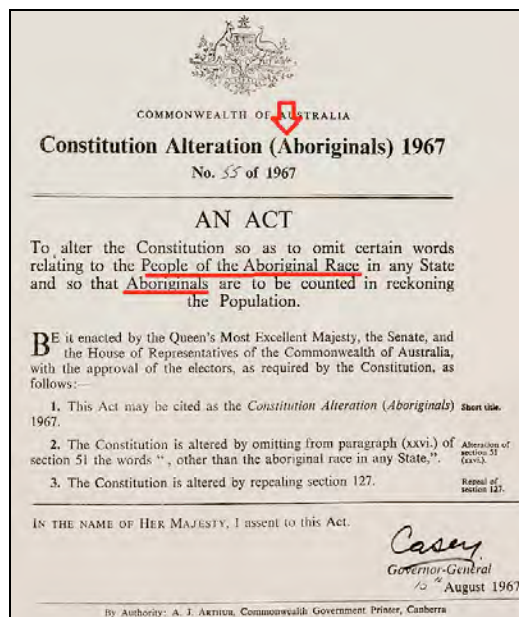 COMMONWEALTH OF AUSTRALIA
Constitution Alteration (Aboriginals) 1967
No. 55 of 1967
AN ACT
To alter the Constitution so as to omit certain words
relating to the People of the Aboriginal Race in any State
and so that Aboriginals are to be counted in reckoning
the Population.
BE it enacted by the Queen's Most Excellent Majesty, the Senate, and
the House of Representatives of the Commonwealth of Australia,
with the approval of the electors, as required by the Constitution, as
follows:—
1. This Act may be cited as the Constitution Alteration (Aboriginals) Short title.
1967.
2. The Constitution is altered by omitting from paragraph (xxvi.) of Alteration of
section 51 the words “, other than the aboriginal race in any State,”. section 51
(xxvi.).
3. The Constitution is altered by repealing section 127. Repeal of
section 127.
IN THE NAME OF HER MAJESTY, I assent to this Act.
Casey
Governor-General
10th August 1967
By Authority: A. J. ARTHUR, Commonwealth Government Printer, Canberra